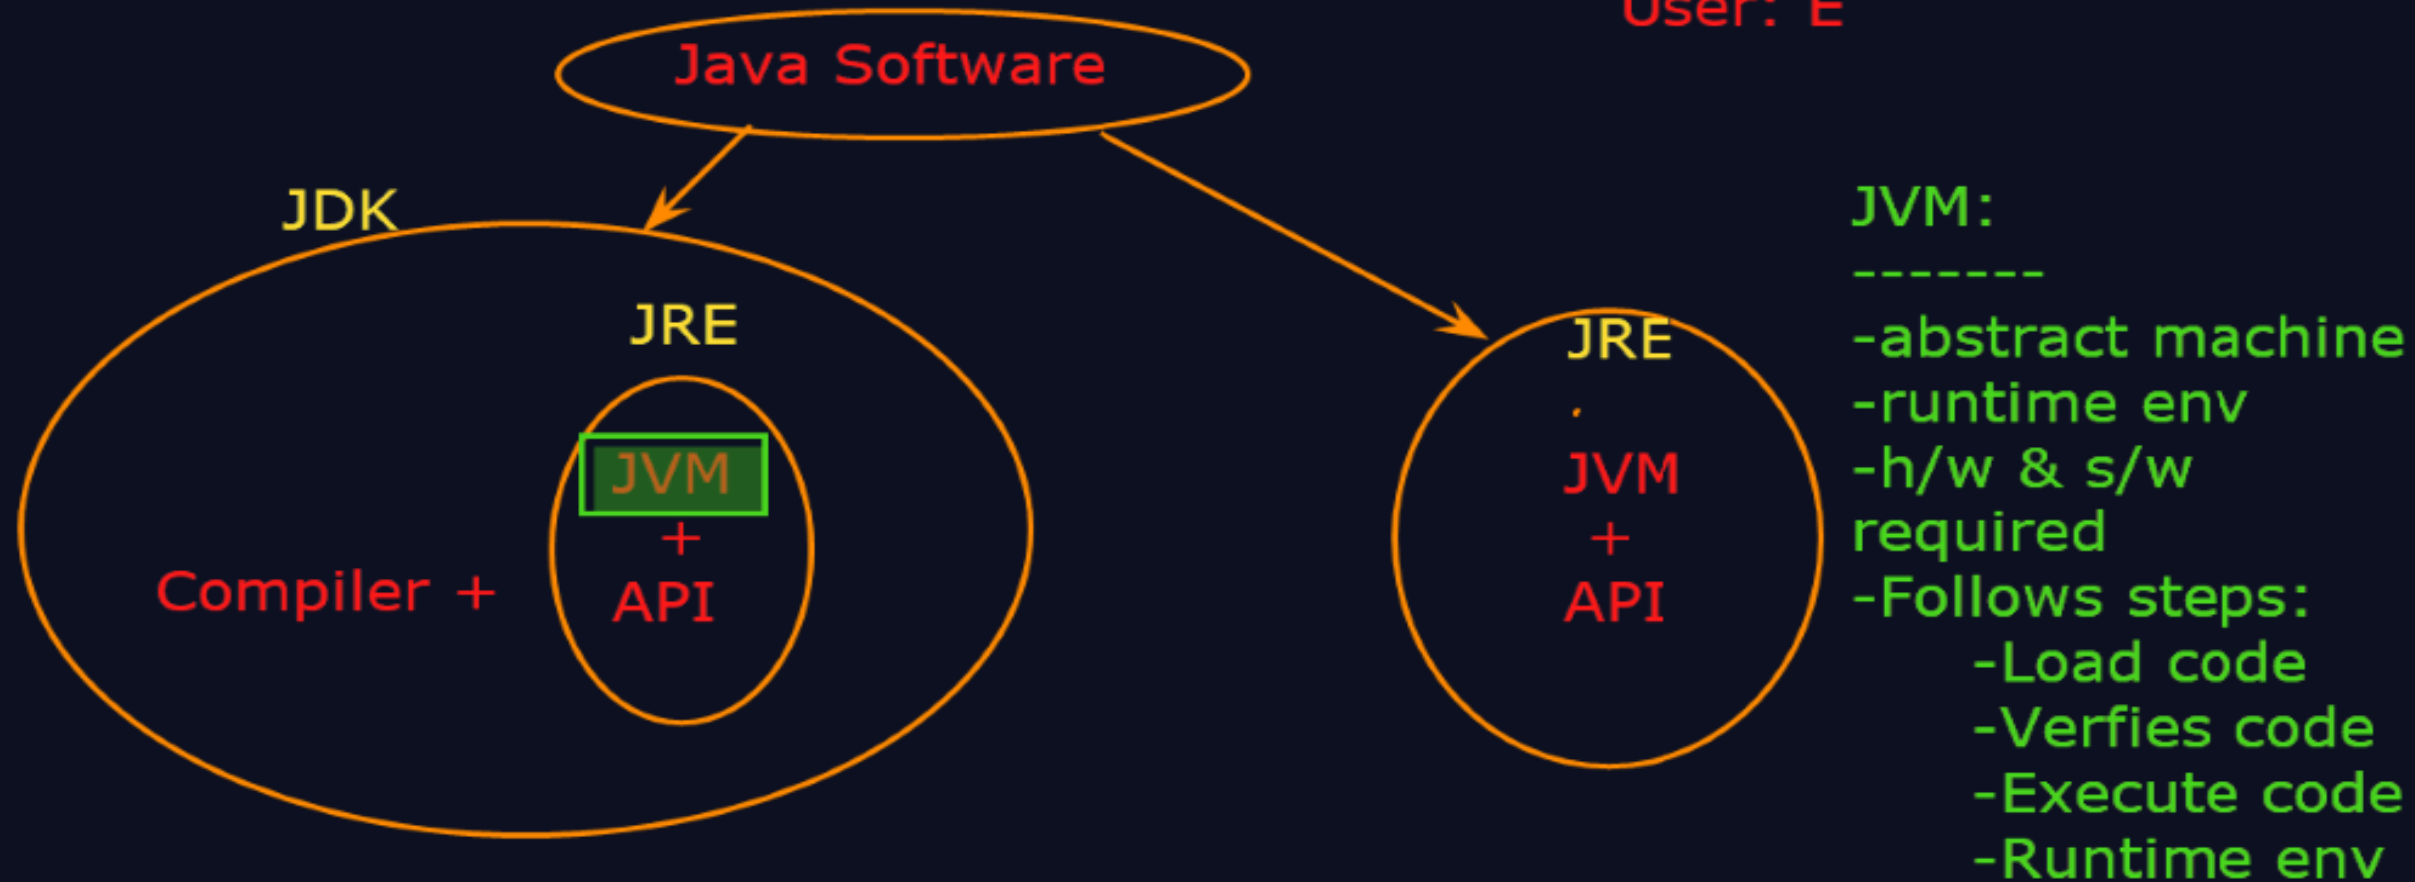 User: E
Java Software
JDK
JRE
JVM
+
API
Compiler +
JRE
JVM
+
API
JVM:
-------
-abstract machine
-runtime env
-h/w & s/w
required
-Follows steps:
-Load code
-Verfies code
-Execute code
-Runtime env